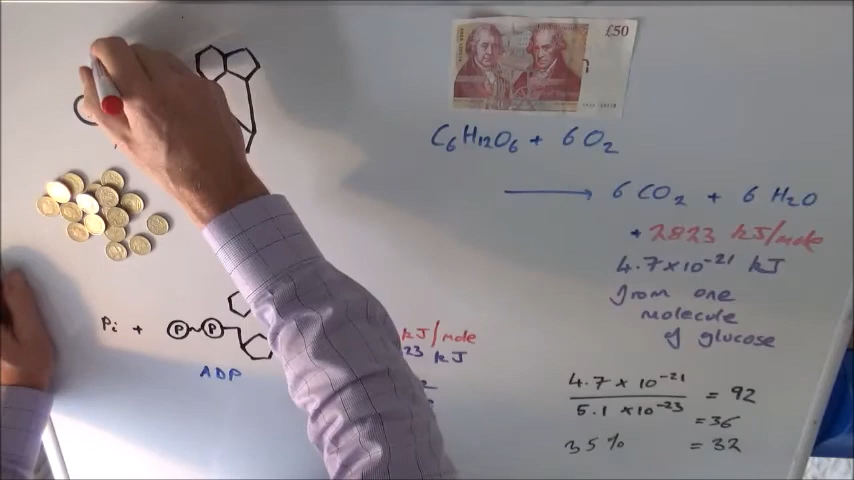 £50
C6H12O6 + 6O2
→ 6CO2 + 6H2O
+ 2823 kJ/mole
4.7 x 10^-21 kJ
from one
molecule
of glucose
Pi + P P
ADP
kJ/mole
23 kJ
4.7 x 10^-21
5.1 x 10^-23
= 92
= 36
35% = 32